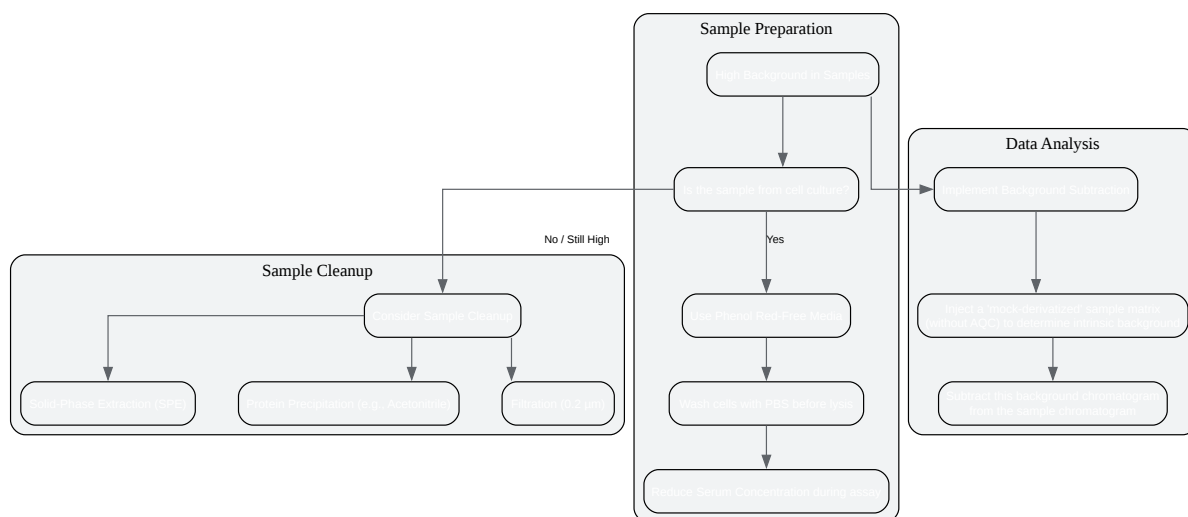 Sample Preparation
High Background in Samples
Data Analysis
Is the sample from cell culture?
Implement Background Subtraction
No / Still High
Yes
Sample Cleanup
Consider Sample Cleanup
Use Phenol Red-Free Media
Inject a 'mock-derivatized' sample matrix
(without AQC) to determine intrinsic background
Solid-Phase Extraction (SPE)
Protein Precipitation (e.g., Acetonitrile)
Filtration (0.2 µm)
Wash cells with PBS before lysis
Subtract this background chromatogram
from the sample chromatogram
Reduce Serum Concentration during assay